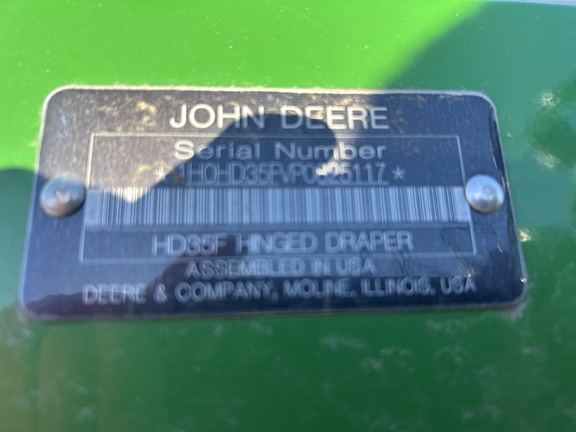 JOHN DEERE
Serial Number
HD35F HINGED DRAPER
ASSEMBLED IN USA
DEERE & COMPANY, MOLINE, ILLINOIS, USA